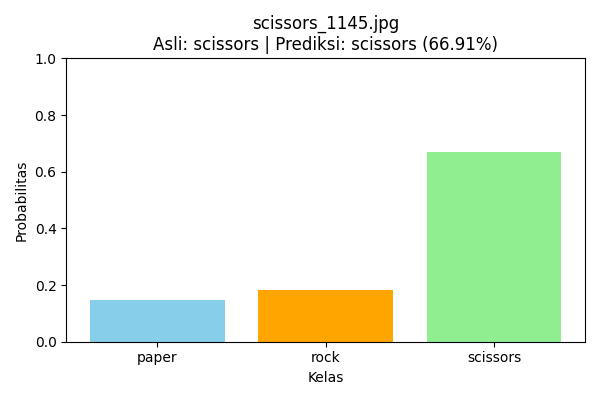 scissors_1145.jpg
Asli: scissors | Prediksi: scissors (66.91%)
1.0
0.8
0.6
0.4
0.2
0.0
Probabilitas
paper
rock
scissors
Kelas